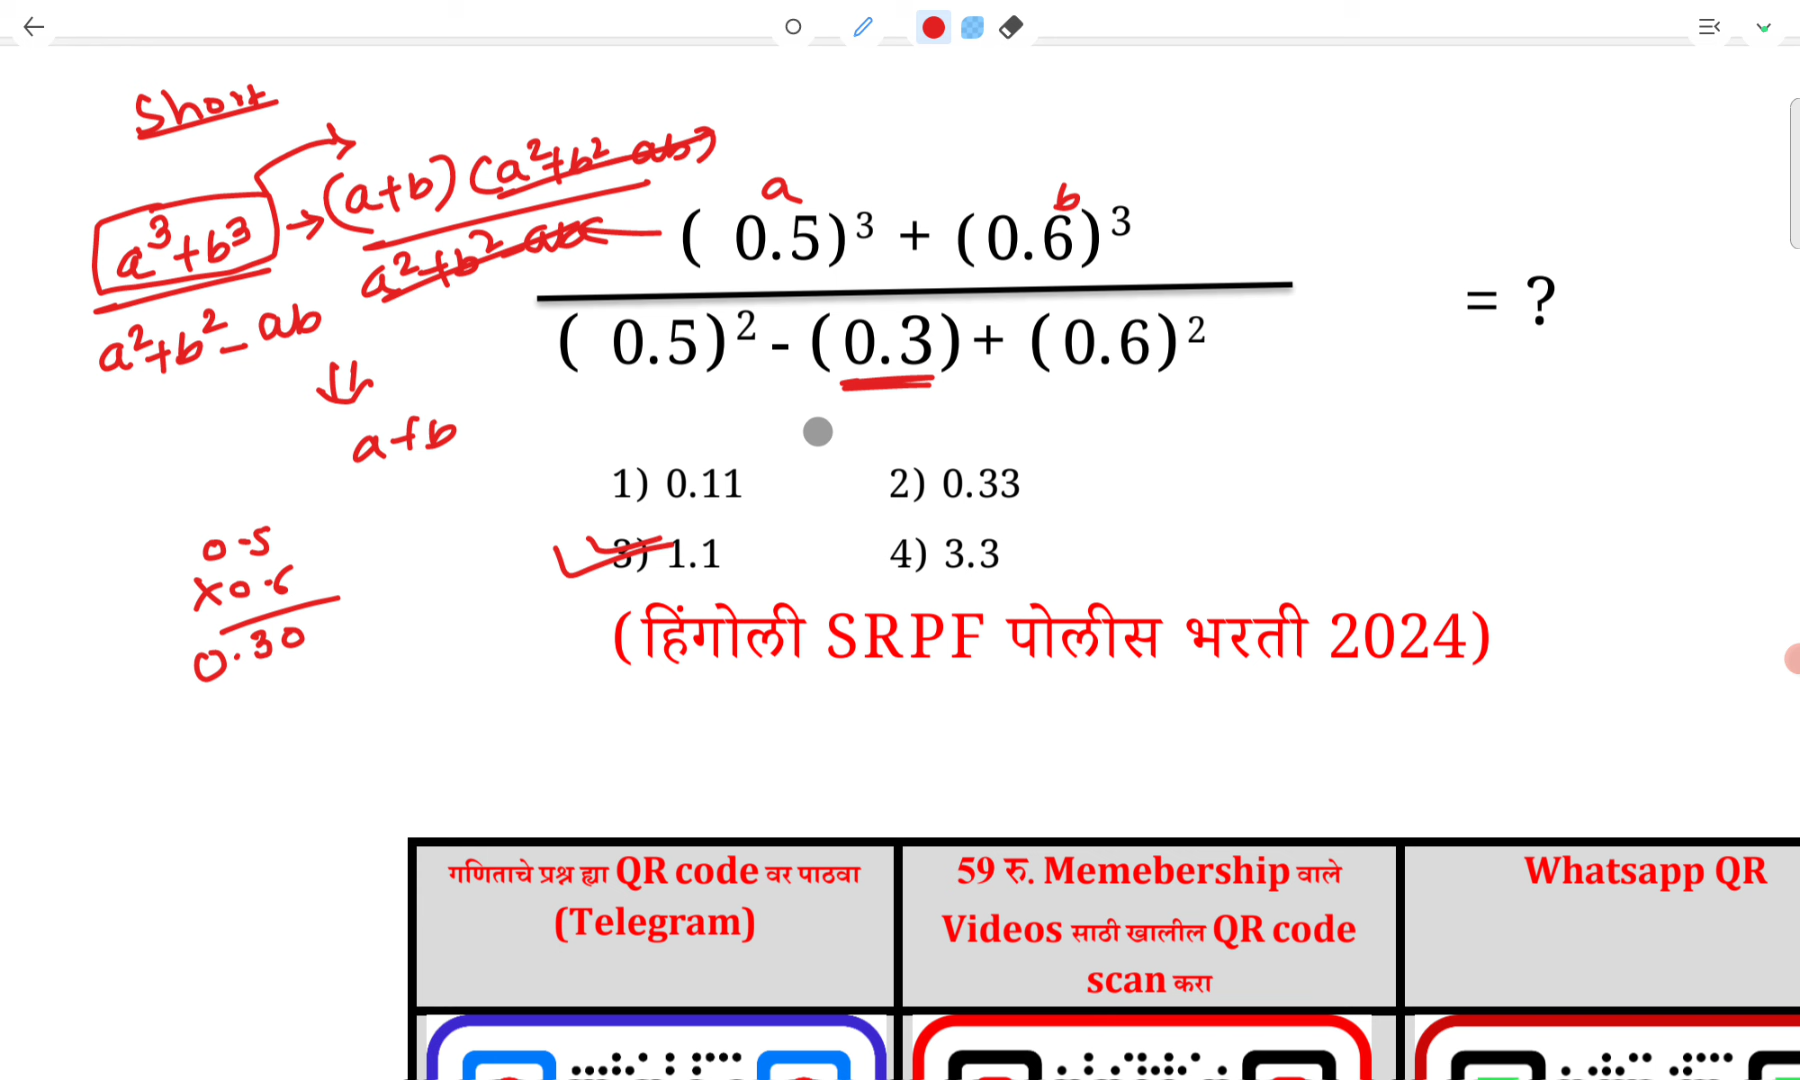 Short
a³+b³ → (a+b) (a²+b²-ab)
a²+b²-ab
a²+b²-ab
a+b
a b
( 0.5)³ + (0.6)³
( 0.5)² - (0.3)+ (0.6)²
= ?
1) 0.11 2) 0.33
3) 1.1 4) 3.3
0.5
x0.6
0.30
(हिंगोली SRPF पोलीस भरती 2024)
गणिताचे प्रश्न ह्या QR code वर पाठवा
(Telegram)
59 रु. Memebership वाले
Videos साठी खालील QR code
scan करा
Whatsapp QR